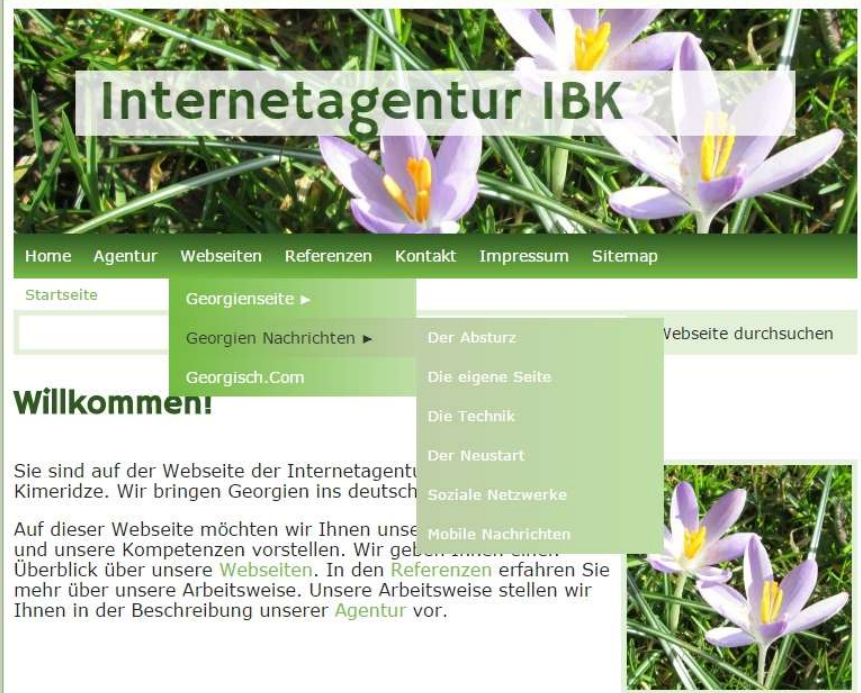 Internetagentur IBK
Home Agentur Webseiten Referenzen Kontakt Impressum Sitemap
Startseite
Georgienseite ►
Georgien Nachrichten ►
Georgisch.Com
Der Absturz
Die eigene Seite
Die Technik
Der Neustart
Soziale Netzwerke
Mobile Nachrichten
Webseite durchsuchen
Willkommen!
Sie sind auf der Webseite der
Kimeridze. Wir bringen Georgien ins
Auf dieser Webseite möchten wir Ihnen
und unsere Kompetenzen vorstellen. Wir geben Ihnen einen
Überblick über unsere Webseiten. In den Referenzen erfahren Sie
mehr über unsere Arbeitsweise. Unsere Arbeitsweise stellen wir
Ihnen in der Beschreibung unserer Agentur vor.